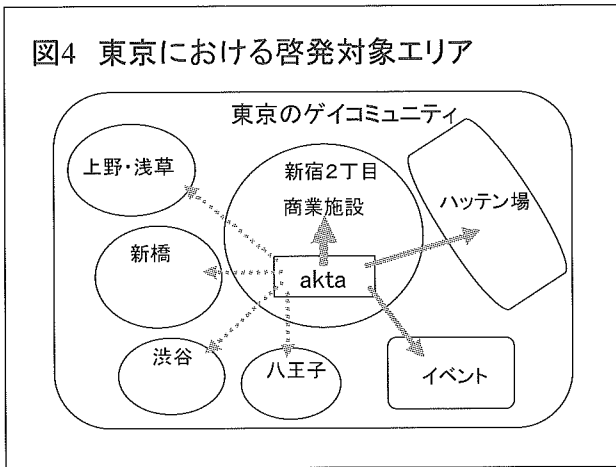 図4 東京における啓発対象エリア
東京のゲイコミュニティ
上野・浅草
新宿2丁目
商業施設
ハッテン場
新橋
akta
渋谷
八王子
イベント